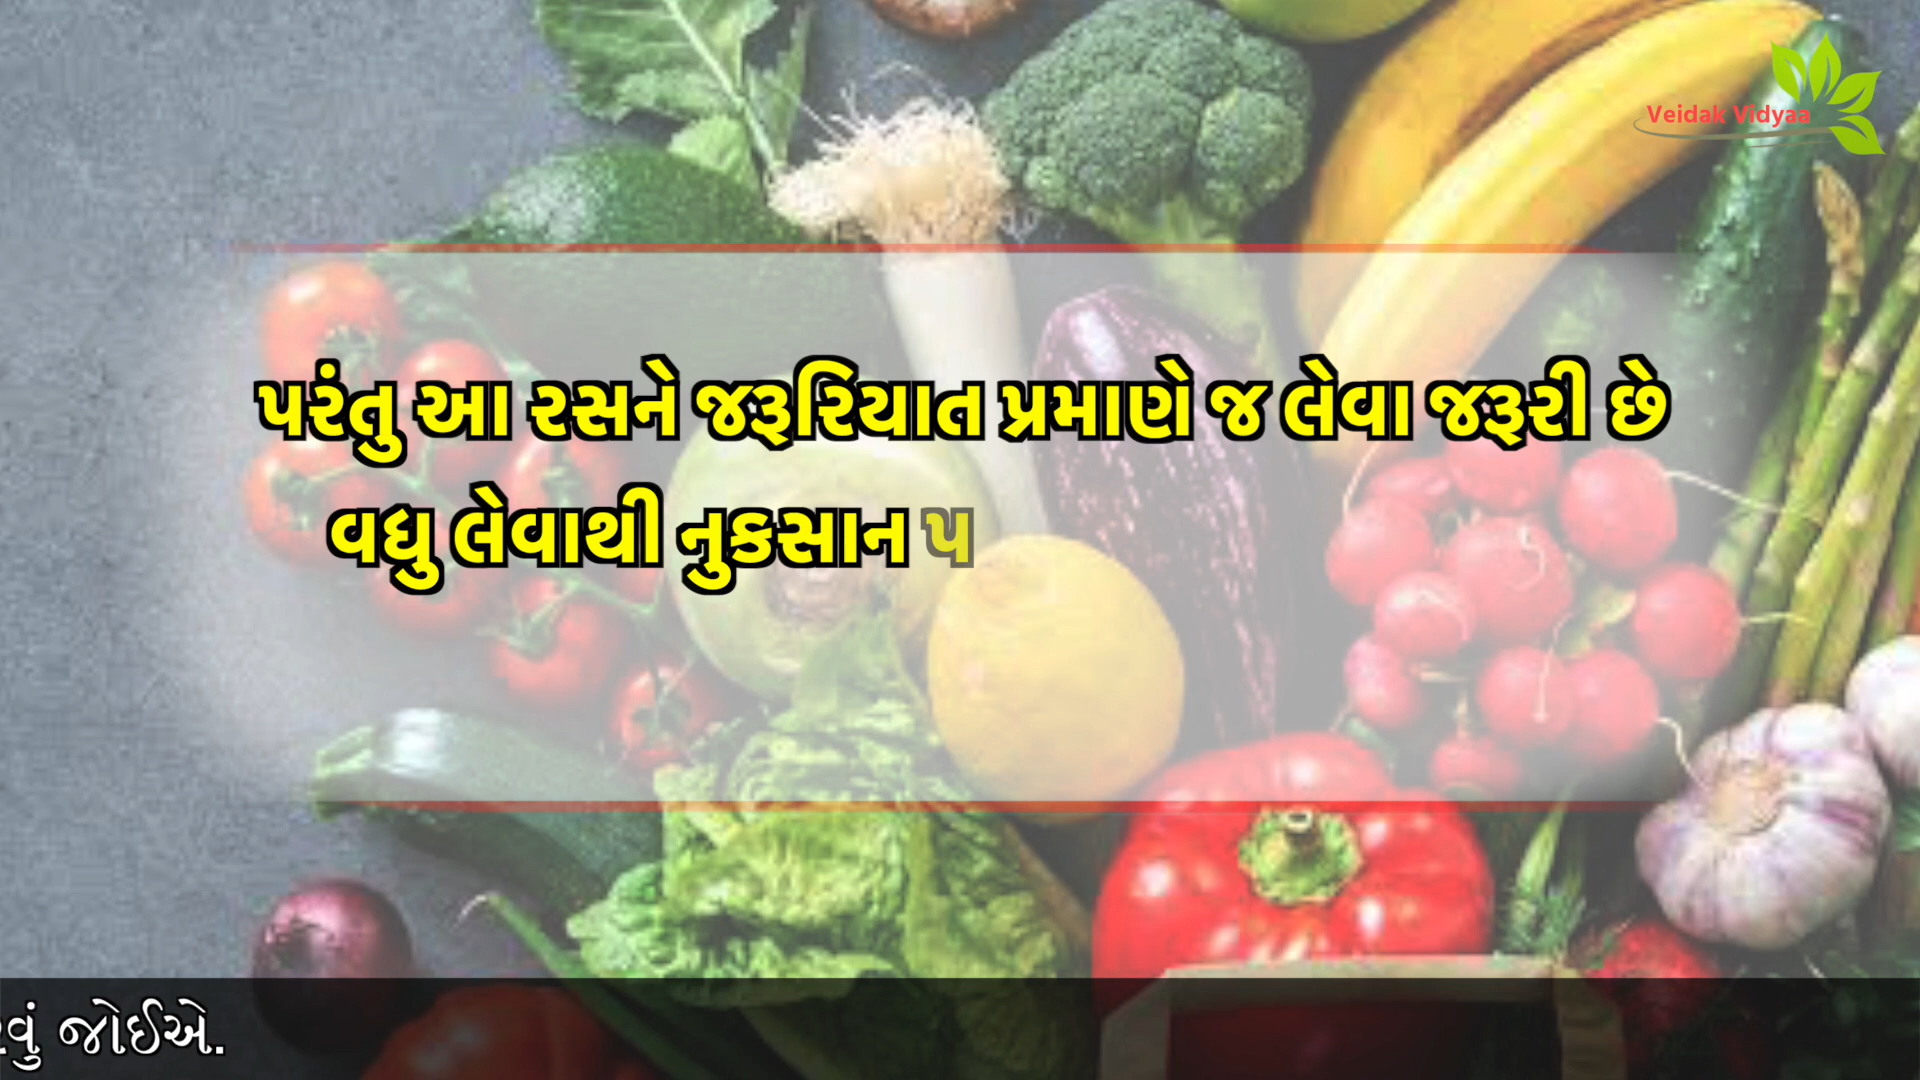 Veidak Vidyaa
પરંતુ આ રસને જરૂરિયાત પ્રમાણે જ લેવા જરૂરી છે
વધુ લેવાથી નુકસાન પ
જોઈએ.